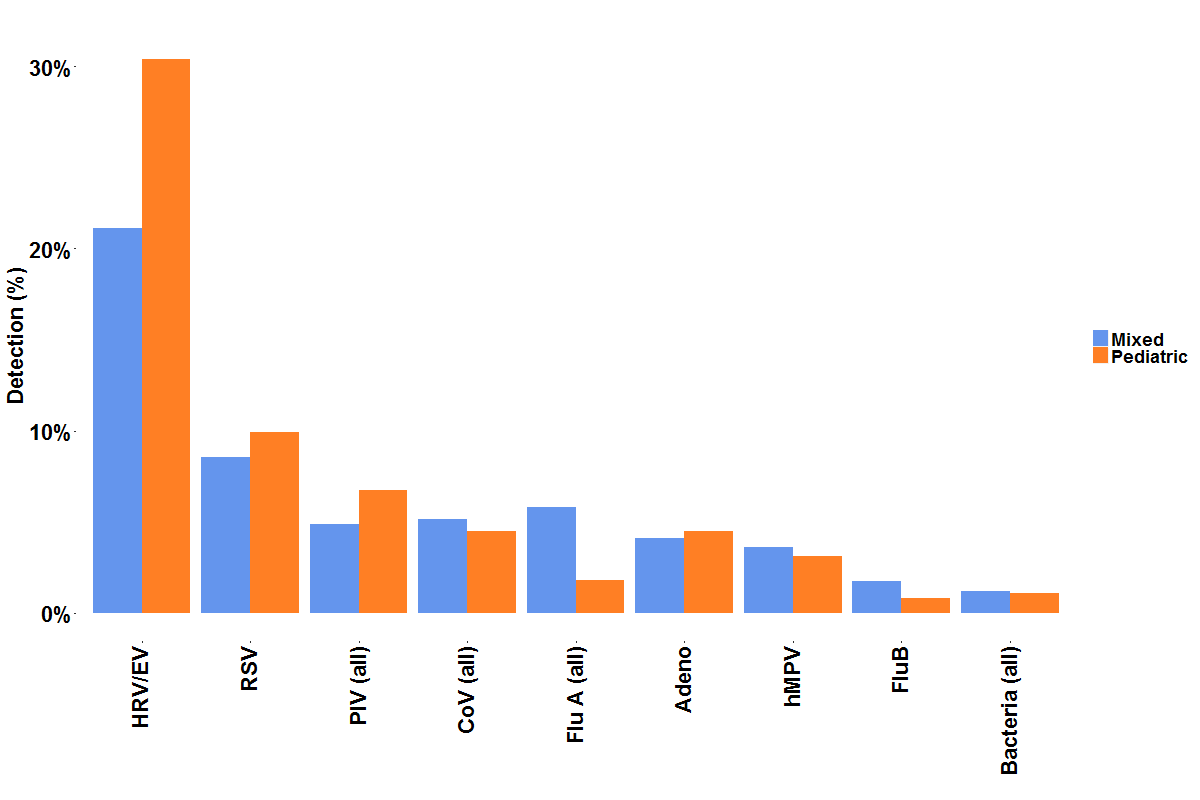 Detection (%)
30%
20%
10%
0%
HRV/EV
RSV
PIV (all)
CoV (all)
Flu A (all)
Adeno
hMPV
FluB
Bacteria (all)
Mixed
Pediatric